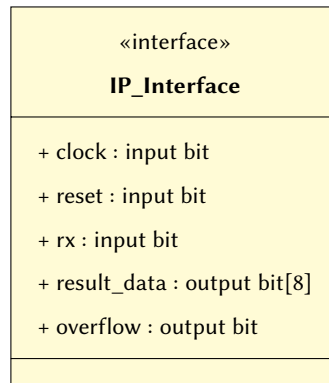 «interface»
IP_Interface
+ clock : input bit
+ reset : input bit
+ rx : input bit
+ result_data : output bit[8]
+ overflow : output bit